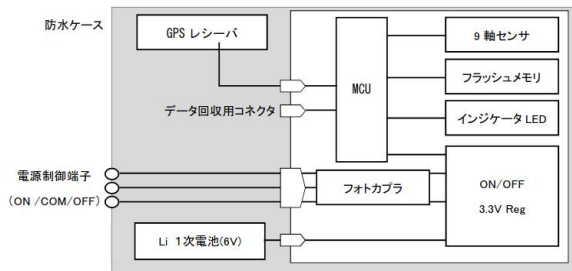 防水ケース
GPS レシーバ
MCU
9 軸センサ
フラッシュメモリ
データ回収用コネクタ
インジケータ LED
電源制御端子
(ON /COM/OFF)
フォトカプラ
ON/OFF
3.3V Reg
Li 1次電池(6V)